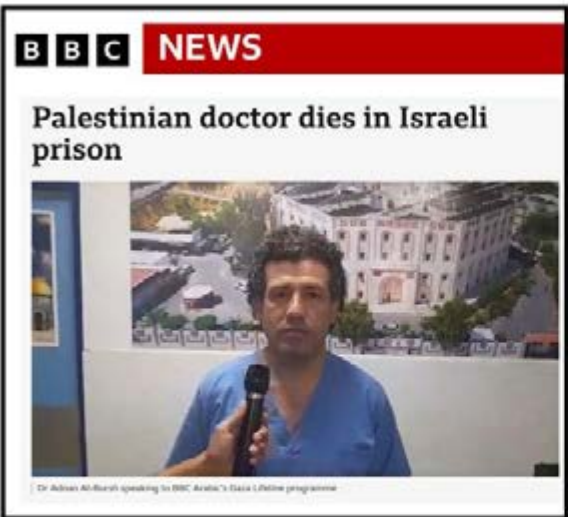 BBC NEWS
Palestinian doctor dies in Israeli
prison
Dr Adnan Al-Bursh speaking to BBC Arabic's Gaza Lifeline programme